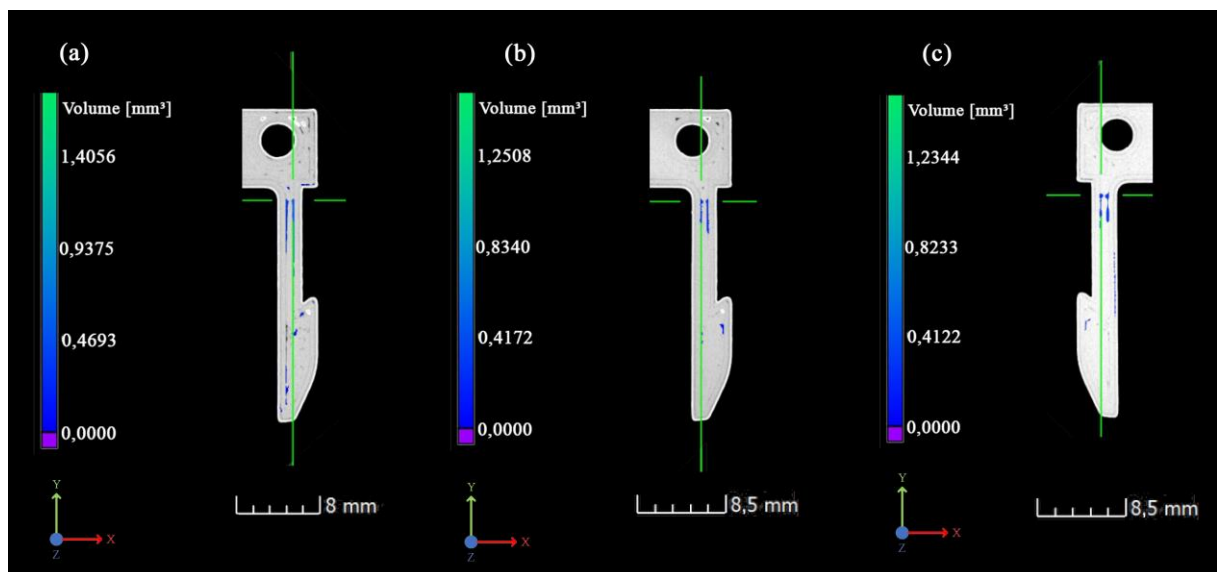 (a)
Volume [mm³]
1,4056
0,9375
0,4693
0,0000
Y
X
Z
8 mm
(b)
Volume [mm³]
1,2508
0,8340
0,4172
0,0000
Y
X
Z
8,5 mm
(c)
Volume [mm³]
1,2344
0,8233
0,4122
0,0000
Y
X
Z
8,5 mm